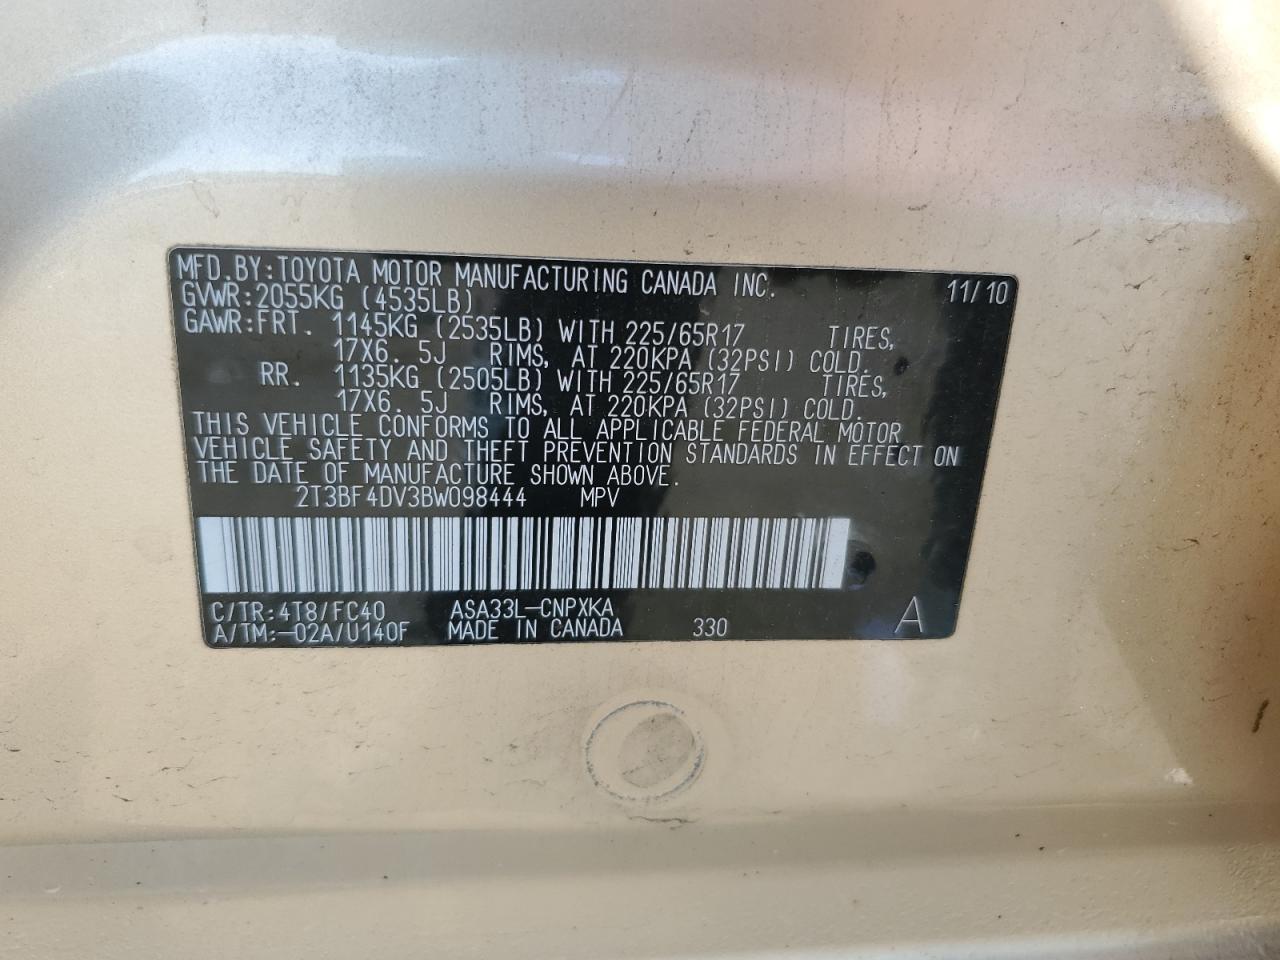 MFD.BY:TOYOTA MOTOR MANUFACTURING CANADA INC. 11/10
GVWR:2055KG (4535LB)
GAWR:FRT. 1145KG (2535LB) WITH 225/65R17 TIRES,
17X6. 5J RIMS, AT 220KPA (32PSI) COLD.
RR. 1135KG (2505LB) WITH 225/65R17 TIRES,
17X6. 5J RIMS, AT 220KPA (32PSI) COLD.
THIS VEHICLE CONFORMS TO ALL APPLICABLE FEDERAL MOTOR
VEHICLE SAFETY AND THEFT PREVENTION STANDARDS IN EFFECT ON
THE DATE OF MANUFACTURE SHOWN ABOVE.
2T3BF4DV3BW098444 MPV
C/TR:4T8/FC40 ASA33L-CNPXKA
A/TM:-02A/U140F MADE IN CANADA 330 A